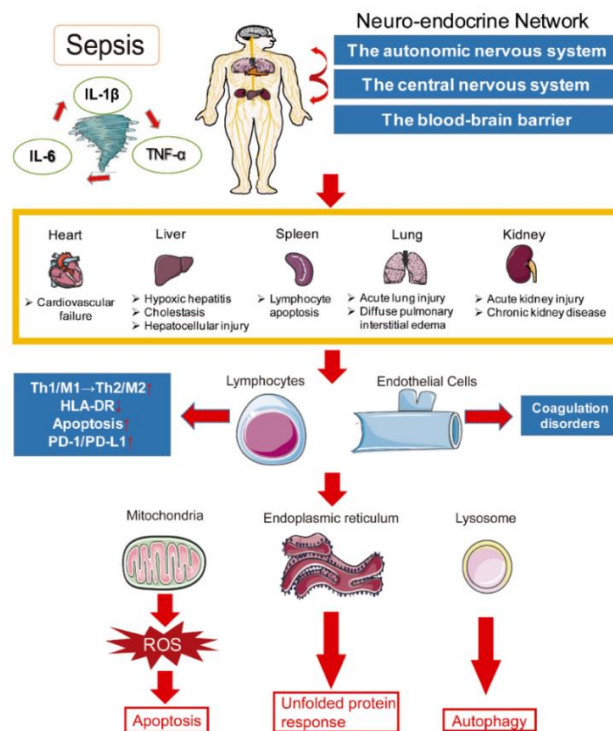 Sepsis
IL-1β
IL-6
TNF-α
Neuro-endocrine Network
The autonomic nervous system
The central nervous system
The blood-brain barrier
Heart
➢ Cardiovascular
failure
Liver
➢ Hypoxic hepatitis
➢ Cholestasis
➢ Hepatocellular injury
Spleen
➢ Lymphocyte
apoptosis
Lung
➢ Acute lung injury
➢ Diffuse pulmonary
interstitial edema
Kidney
➢ Acute kidney injury
➢ Chronic kidney disease
Th1/M1→Th2/M2↑
HLA-DR↓
Apoptosis↑
PD-1/PD-L1↑
Lymphocytes
Endothelial Cells
Coagulation
disorders
Mitochondria
Endoplasmic reticulum
Lysosome
ROS
Apoptosis
Unfolded protein
response
Autophagy